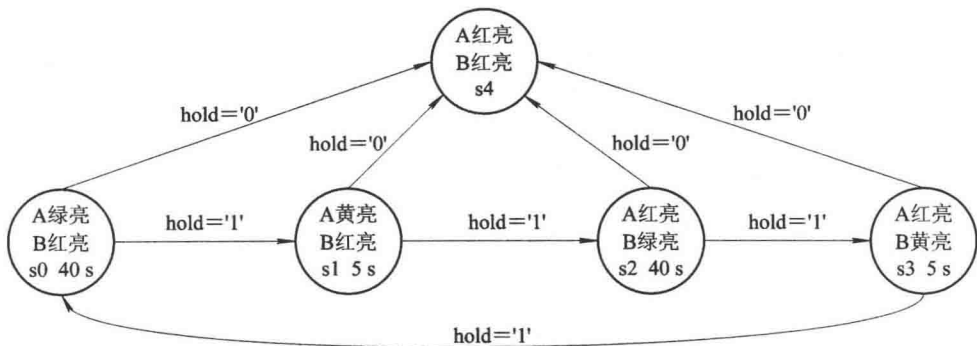 A红亮
B红亮
s4
hold='0'
hold='0'
hold='0'
hold='0'
A绿亮
B红亮
s0 40 s
hold='1'
A黄亮
B红亮
s1 5 s
hold='1'
A红亮
B绿亮
s2 40 s
hold='1'
A红亮
B黄亮
s3 5 s
hold='1'